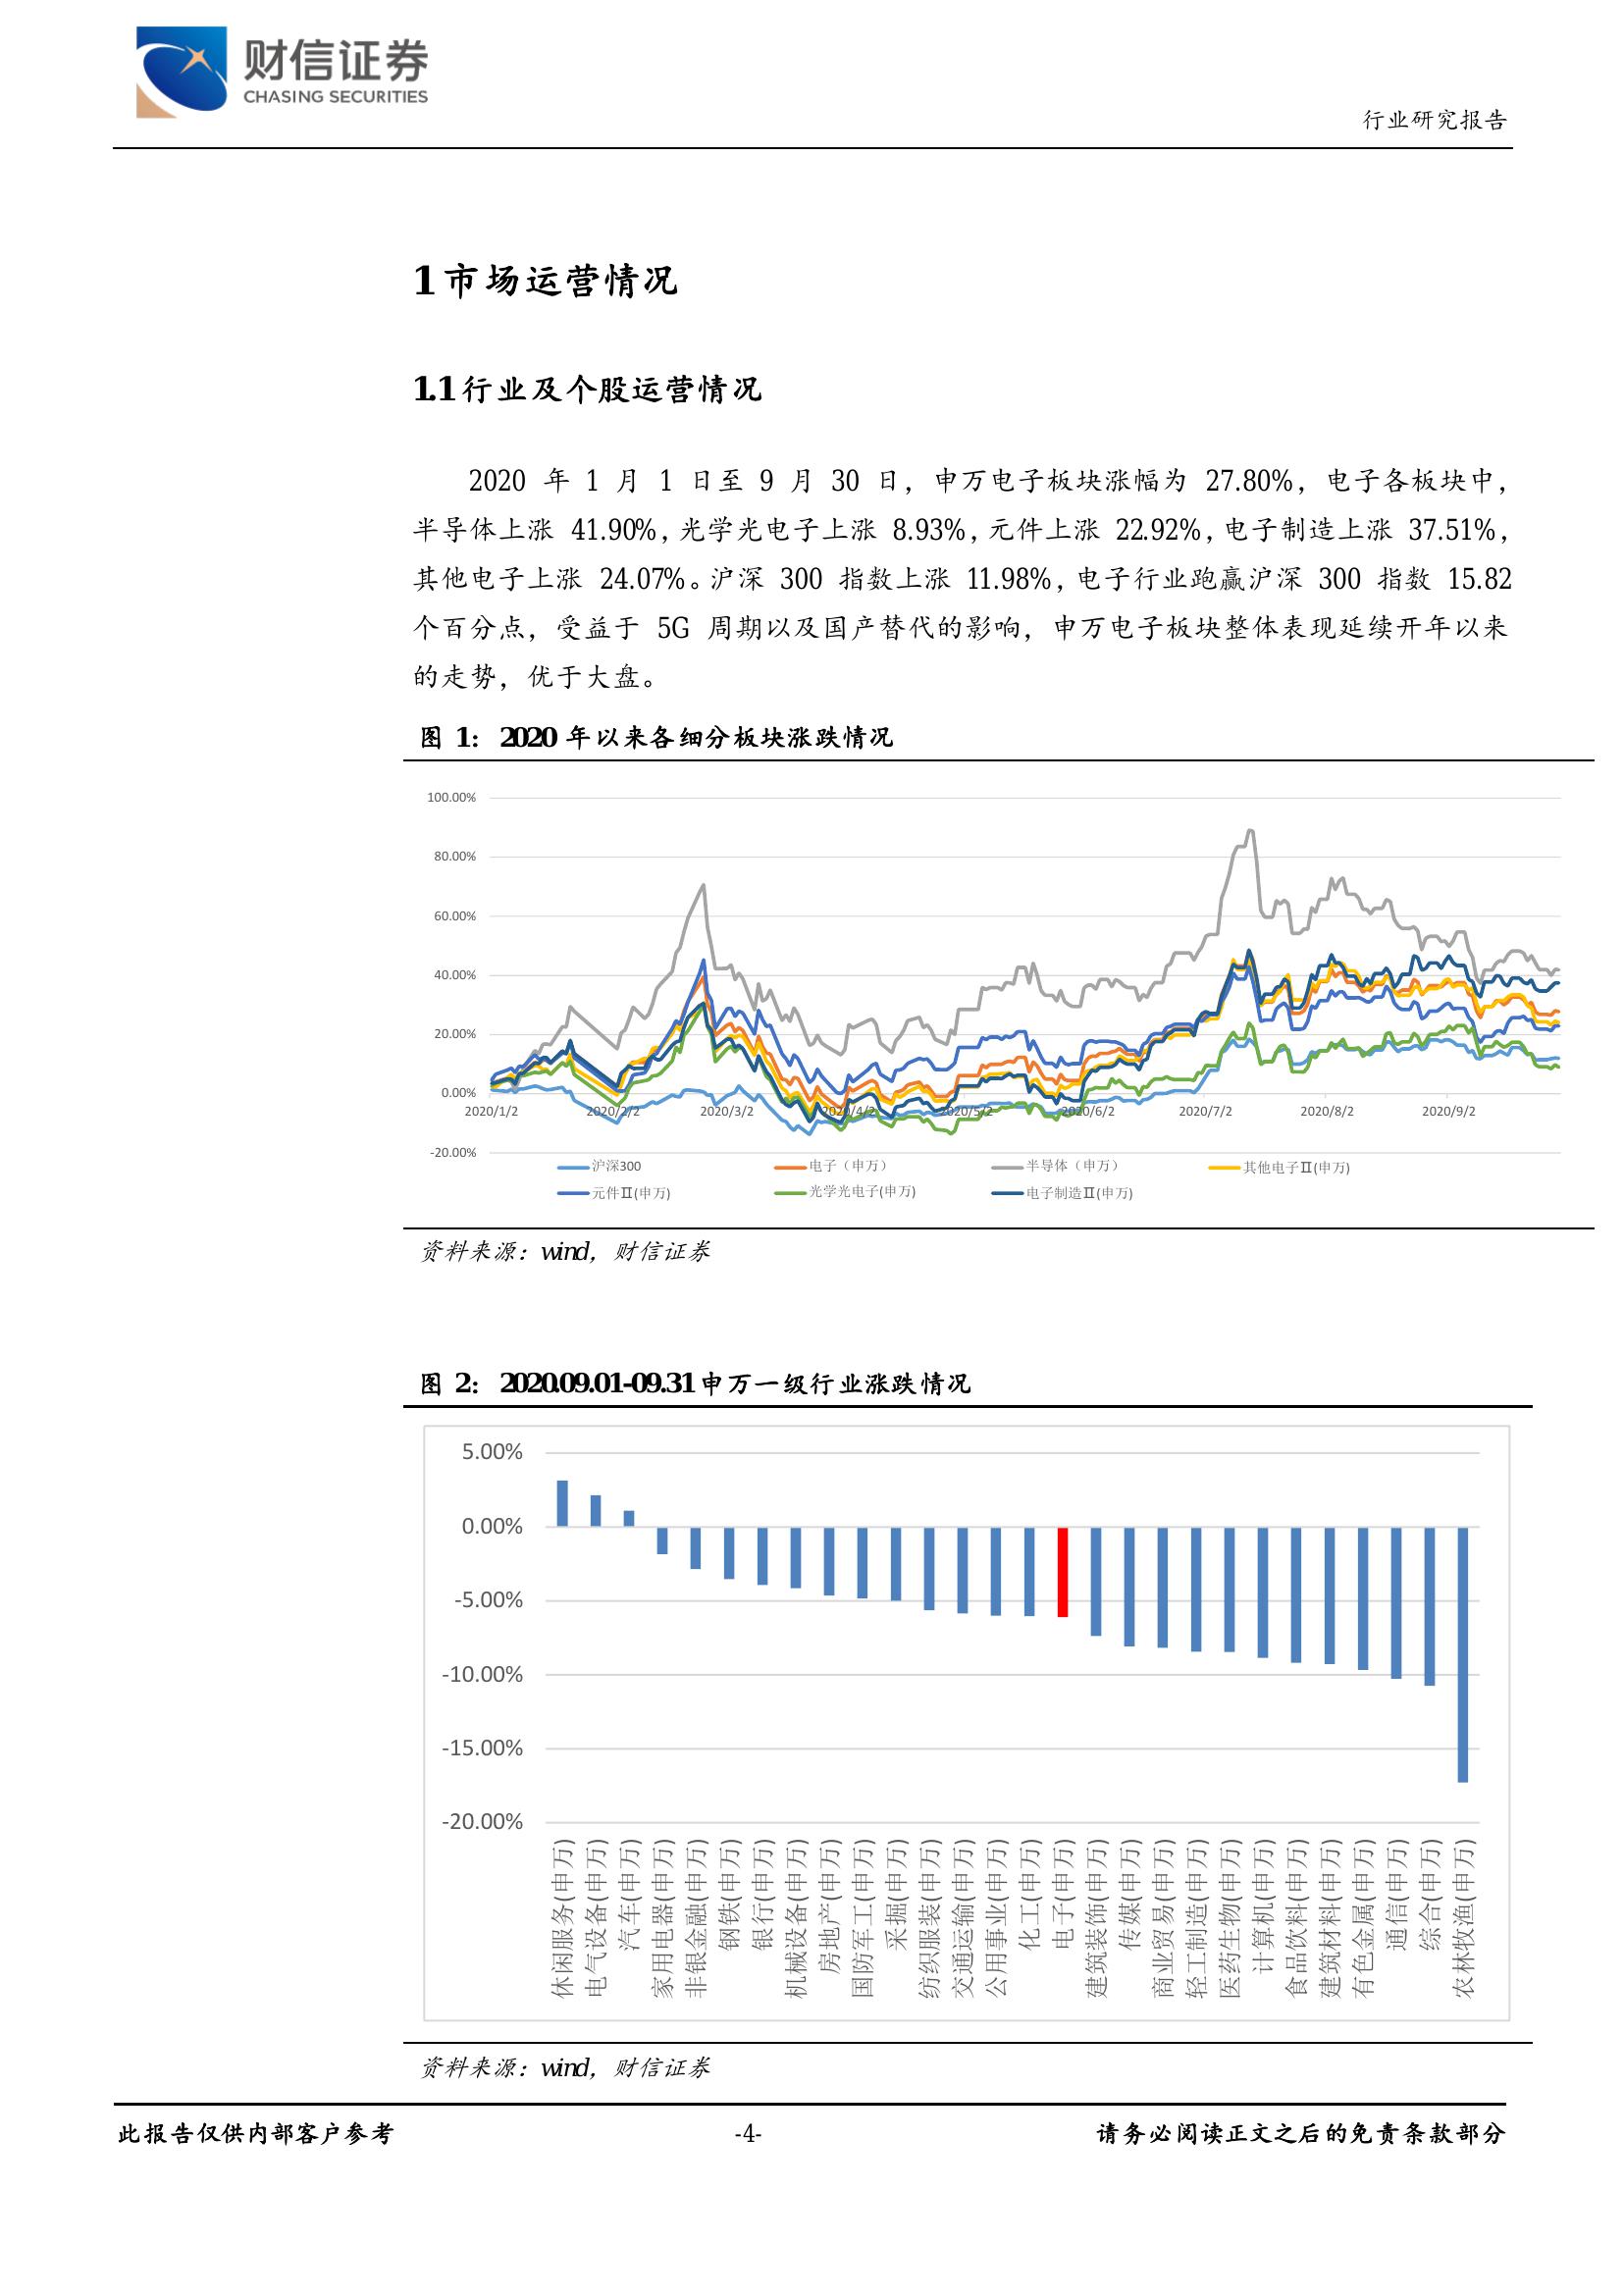 财信证券
CHASING SECURITIES
行业研究报告
1 市场运营情况
1.1 行业及个股运营情况
2020 年 1 月 1 日至 9 月 30 日，申万电子板块涨幅为 27.80%，电子各板块中，
半导体上涨 41.90%，光学光电子上涨 8.93%，元件上涨 22.92%，电子制造上涨 37.51%，
其他电子上涨 24.07%。沪深 300 指数上涨 11.98%，电子行业跑赢沪深 300 指数 15.82
个百分点，受益于 5G 周期以及国产替代的影响，申万电子板块整体表现延续开年以来
的走势，优于大盘。
图 1： 2020 年以来各细分板块涨跌情况
100.00%
80.00%
60.00%
40.00%
20.00%
0.00%
-20.00%
2020/1/2 2020/2/2 2020/3/2 2020/4/2 2020/5/2 2020/6/2 2020/7/2 2020/8/2 2020/9/2
沪深300 电子（申万） 半导体（申万） 其他电子Ⅱ(申万)
元件Ⅱ(申万) 光学光电子(申万) 电子制造Ⅱ(申万)
资料来源：wind，财信证券
图 2： 2020.09.01-09.31 申万一级行业涨跌情况
5.00%
0.00%
-5.00%
-10.00%
-15.00%
-20.00%
休闲服务(申万)
电气设备(申万)
汽车(申万)
家用电器(申万)
非银金融(申万)
钢铁(申万)
银行(申万)
机械设备(申万)
房地产(申万)
国防军工(申万)
采掘(申万)
纺织服装(申万)
交通运输(申万)
公用事业(申万)
化工(申万)
电子(申万)
建筑装饰(申万)
传媒(申万)
商业贸易(申万)
轻工制造(申万)
医药生物(申万)
计算机(申万)
食品饮料(申万)
建筑材料(申万)
有色金属(申万)
通信(申万)
综合(申万)
农林牧渔(申万)
资料来源：wind，财信证券
此报告仅供内部客户参考 -4- 请务必阅读正文之后的免责条款部分